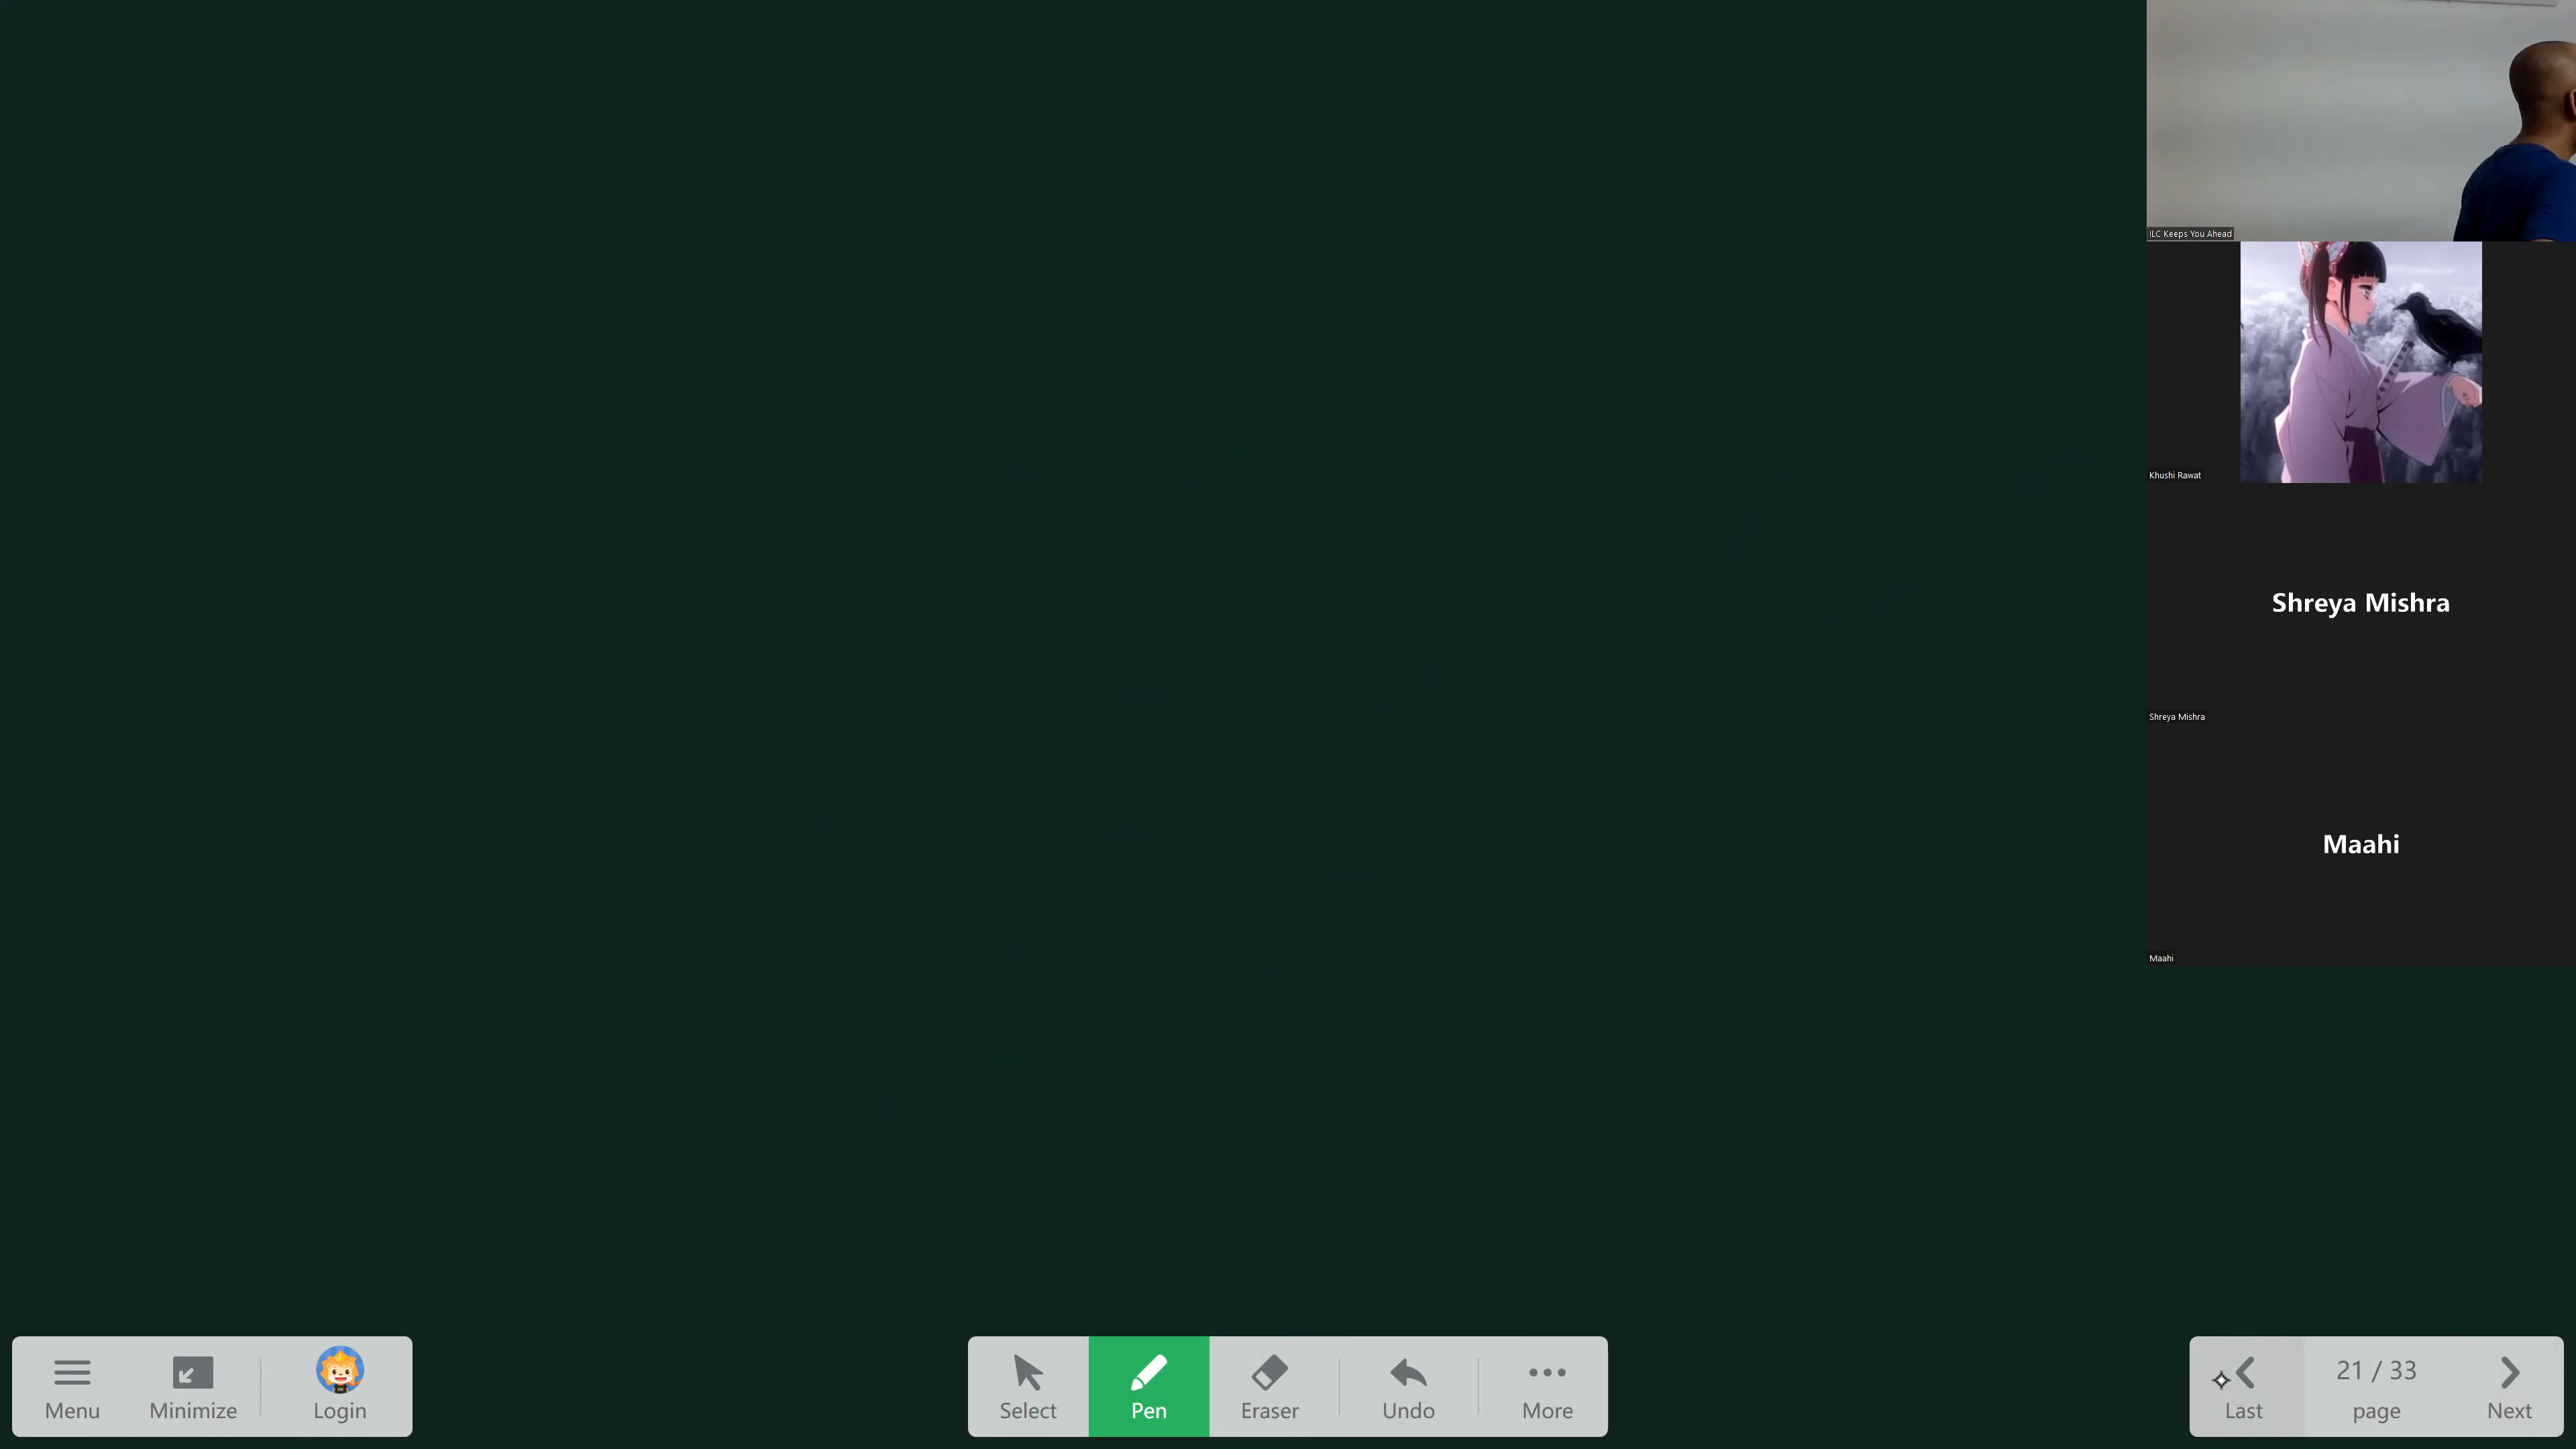 ILC Keeps You Ahead
Khushi Rawat
Shreya Mishra
Shreya Mishra
Maahi
Maahi
Menu
Minimize
Login
Select
Pen
Eraser
Undo
More
Last
21 / 33
page
Next